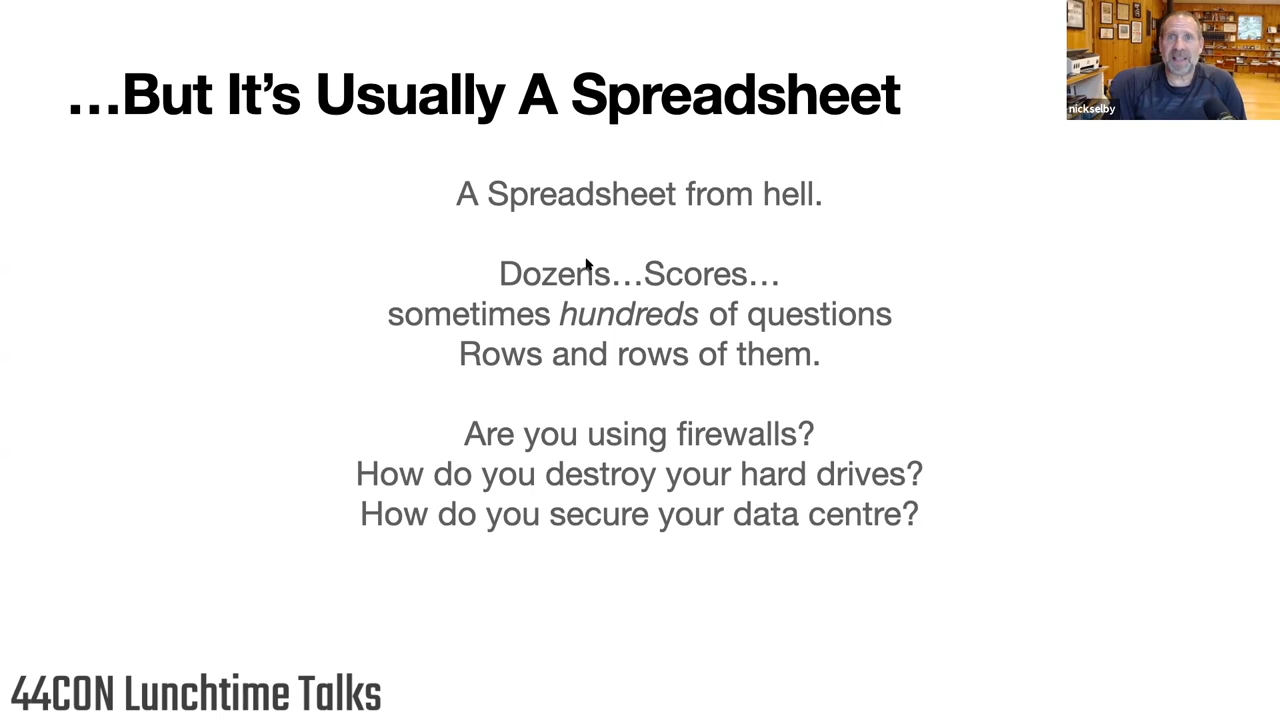 …But It's Usually A Spreadsheet
nickselby
A Spreadsheet from hell.
Dozens…Scores…
sometimes hundreds of questions
Rows and rows of them.
Are you using firewalls?
How do you destroy your hard drives?
How do you secure your data centre?
44CON Lunchtime Talks